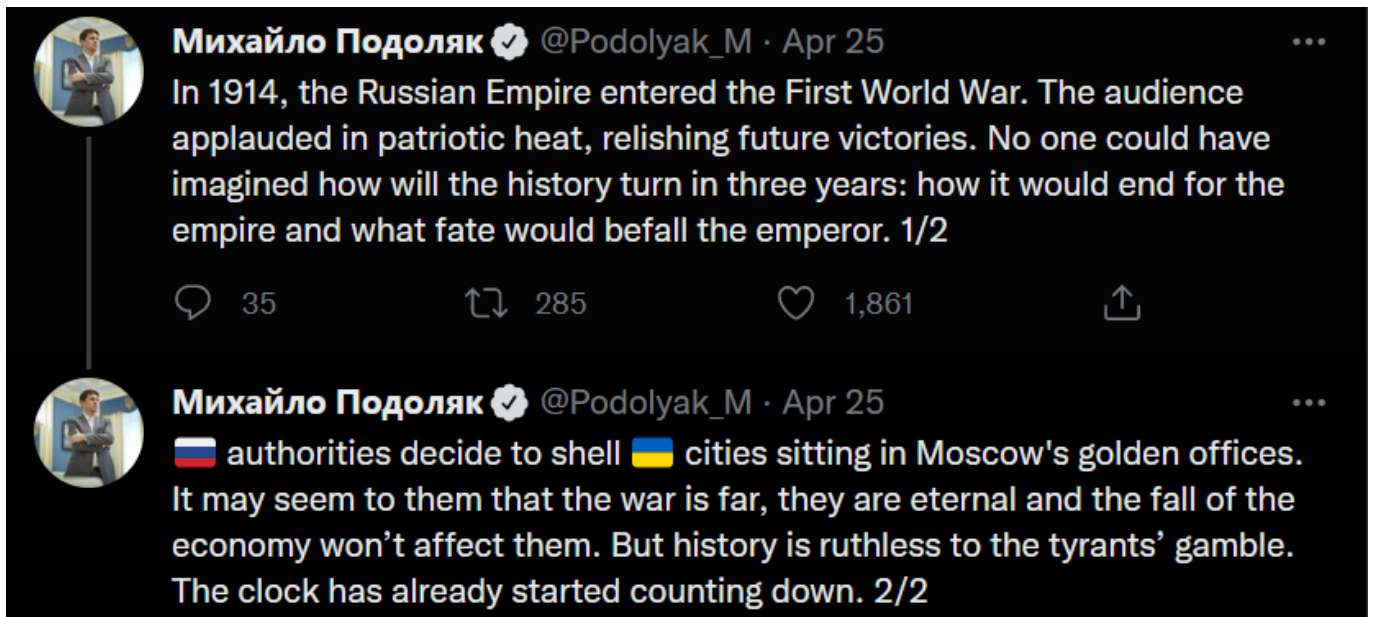 Михайло Подоляк @Podolyak_M · Apr 25
In 1914, the Russian Empire entered the First World War. The audience
applauded in patriotic heat, relishing future victories. No one could have
imagined how will the history turn in three years: how it would end for the
empire and what fate would befall the emperor. 1/2
35 285 1,861
Михайло Подоляк @Podolyak_M · Apr 25
🇷🇺 authorities decide to shell 🇺🇦 cities sitting in Moscow's golden offices.
It may seem to them that the war is far, they are eternal and the fall of the
economy won’t affect them. But history is ruthless to the tyrants’ gamble.
The clock has already started counting down. 2/2